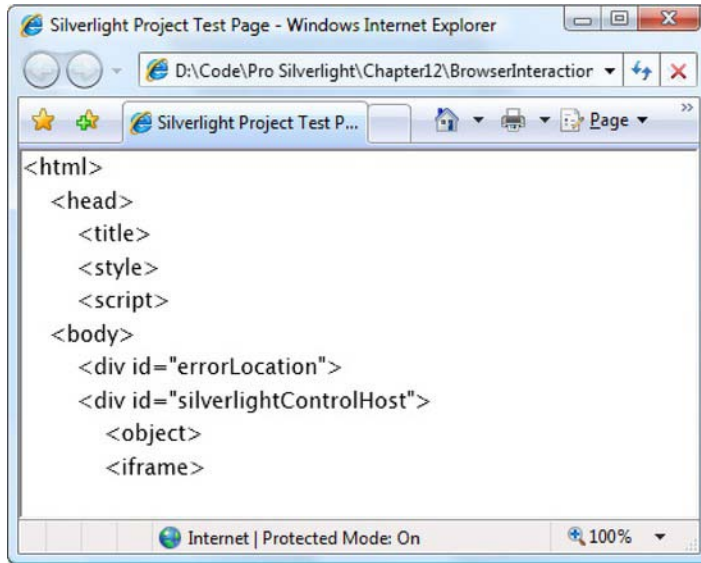 Silverlight Project Test Page - Windows Internet Explorer
D:\Code\Pro Silverlight\Chapter12\BrowserInteraction
Silverlight Project Test P...
Page
<html>
<head>
<title>
<style>
<script>
<body>
<div id="errorLocation">
<div id="silverlightControlHost">
<object>
<iframe>
Internet | Protected Mode: On
100%